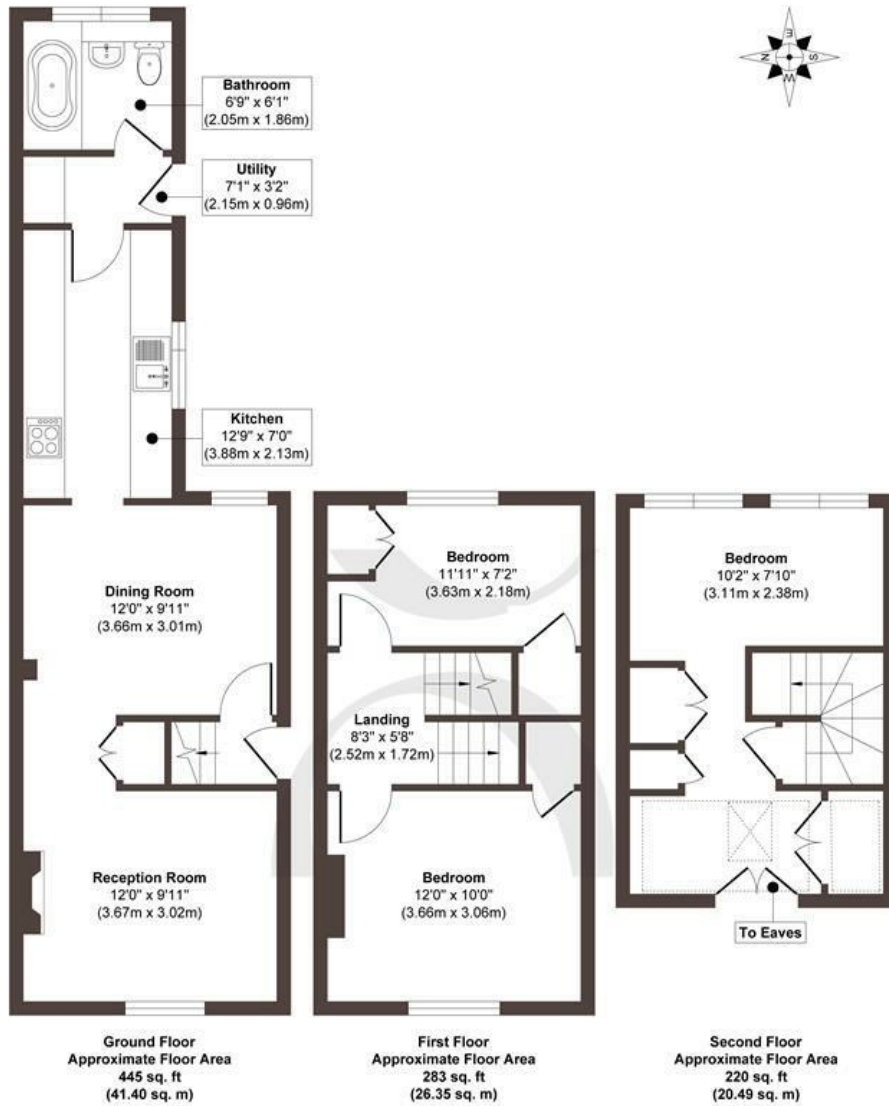 E
N
S
W
Bathroom
6'9" x 6'1"
(2.05m x 1.86m)
Utility
7'1" x 3'2"
(2.15m x 0.96m)
Kitchen
12'9" x 7'0"
(3.88m x 2.13m)
Dining Room
12'0" x 9'11"
(3.66m x 3.01m)
Reception Room
12'0" x 9'11"
(3.67m x 3.02m)
Ground Floor
Approximate Floor Area
445 sq. ft
(41.40 sq. m)
Bedroom
11'11" x 7'2"
(3.63m x 2.18m)
Landing
8'3" x 5'8"
(2.52m x 1.72m)
Bedroom
12'0" x 10'0"
(3.66m x 3.06m)
First Floor
Approximate Floor Area
283 sq. ft
(26.35 sq. m)
Bedroom
10'2" x 7'10"
(3.11m x 2.38m)
To Eaves
Second Floor
Approximate Floor Area
220 sq. ft
(20.49 sq. m)